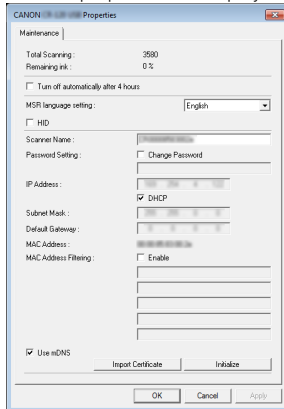 CANON Properties
Maintenance
Total Scanning : 3580
Remaining ink : 0 %
Turn off automatically after 4 hours
MSR language setting : English
HID
Scanner Name :
Password Setting : Change Password
IP Address :
DHCP
Subnet Mask :
Default Gateway :
MAC Address :
MAC Address Filtering : Enable
Use mDNS
Import Certificate Initialize
OK Cancel Apply